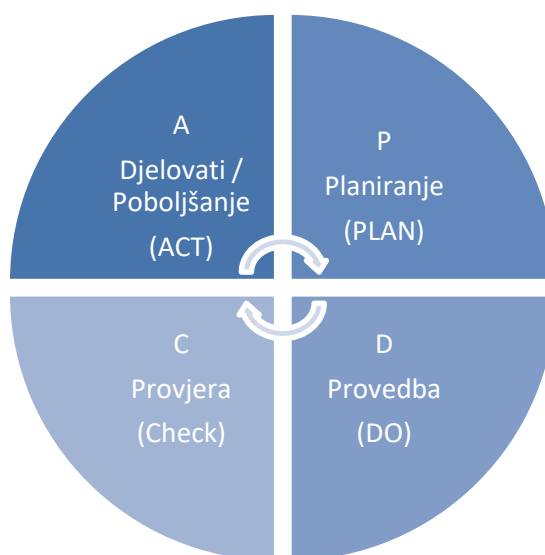 A
Djelovati /
Poboljšanje
(ACT)
P
Planiranje
(PLAN)
C
Provjera
(Check)
D
Provedba
(DO)